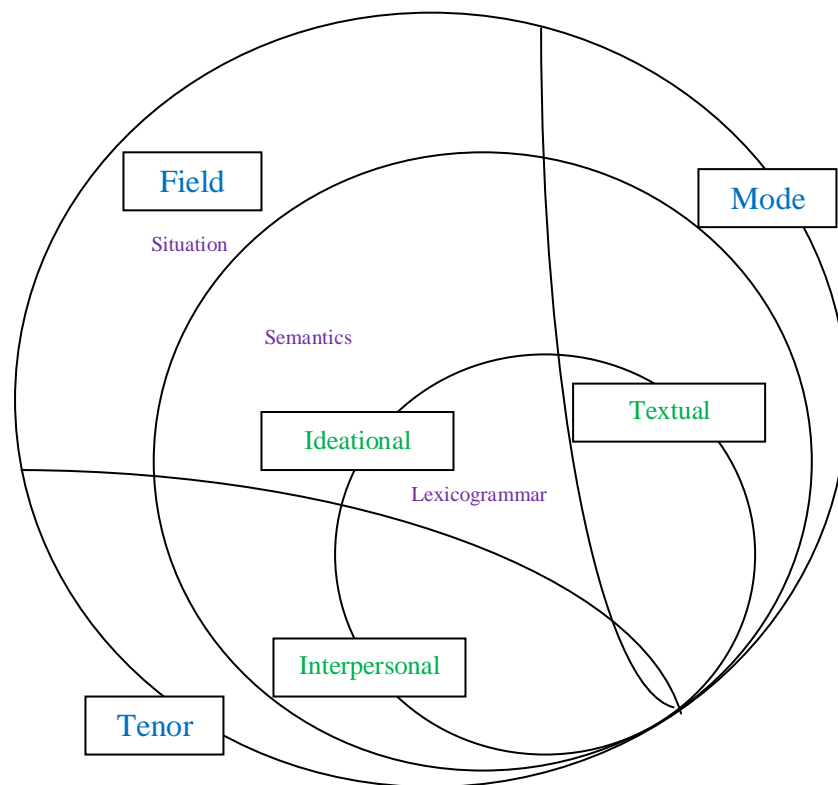 Field
Mode
Situation
Semantics
Textual
Ideational
Lexicogrammar
Interpersonal
Tenor